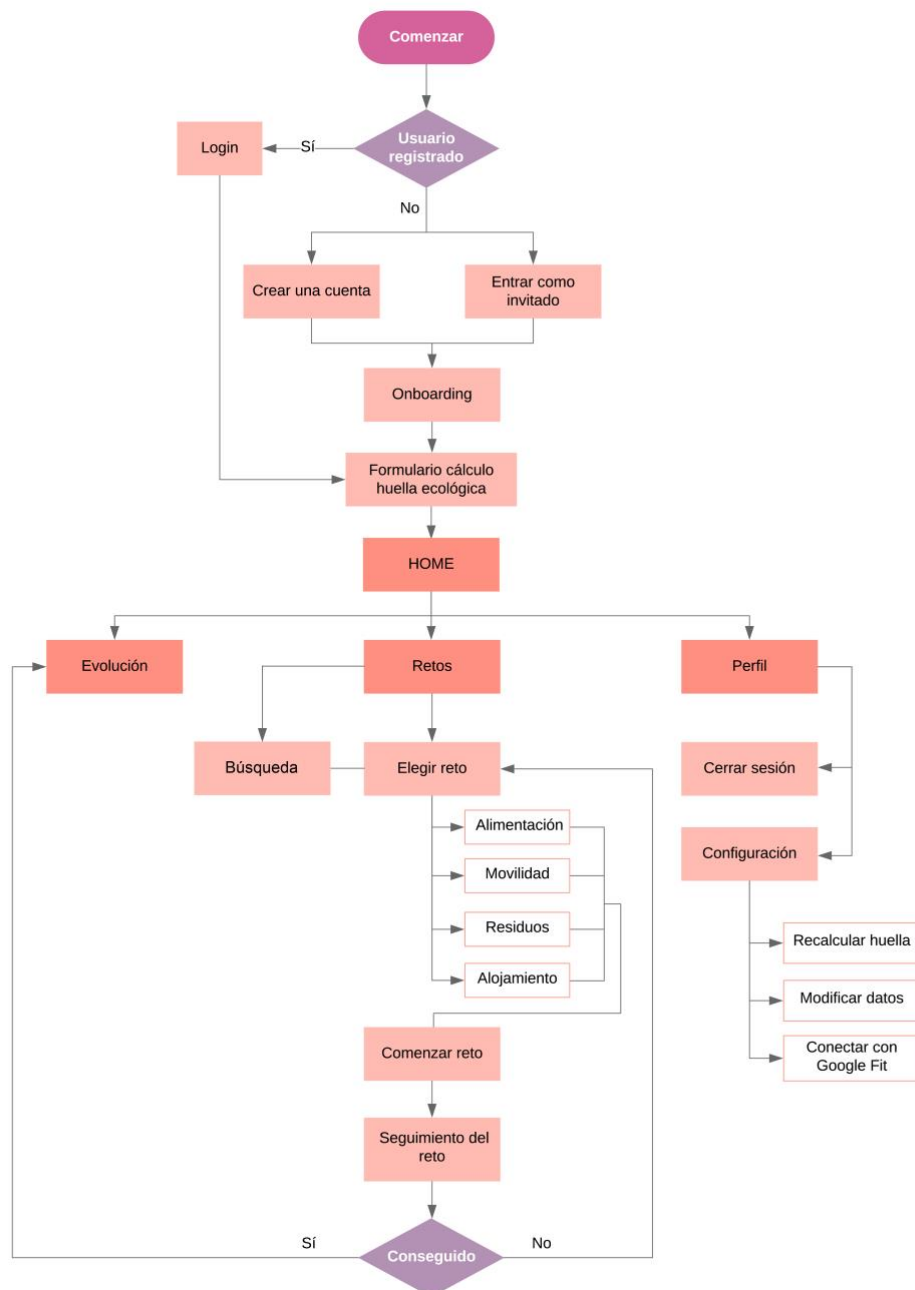 Comenzar
Usuario
registrado
Sí
Login
No
Crear una cuenta
Entrar como
invitado
Onboarding
Formulario cálculo
huella ecológica
HOME
Evolución
Retos
Perfil
Búsqueda
Elegir reto
Cerrar sesión
Alimentación
Movilidad
Residuos
Alojamiento
Configuración
Recalcular huella
Modificar datos
Conectar con
Google Fit
Comenzar reto
Seguimiento del
reto
Sí
Conseguido
No